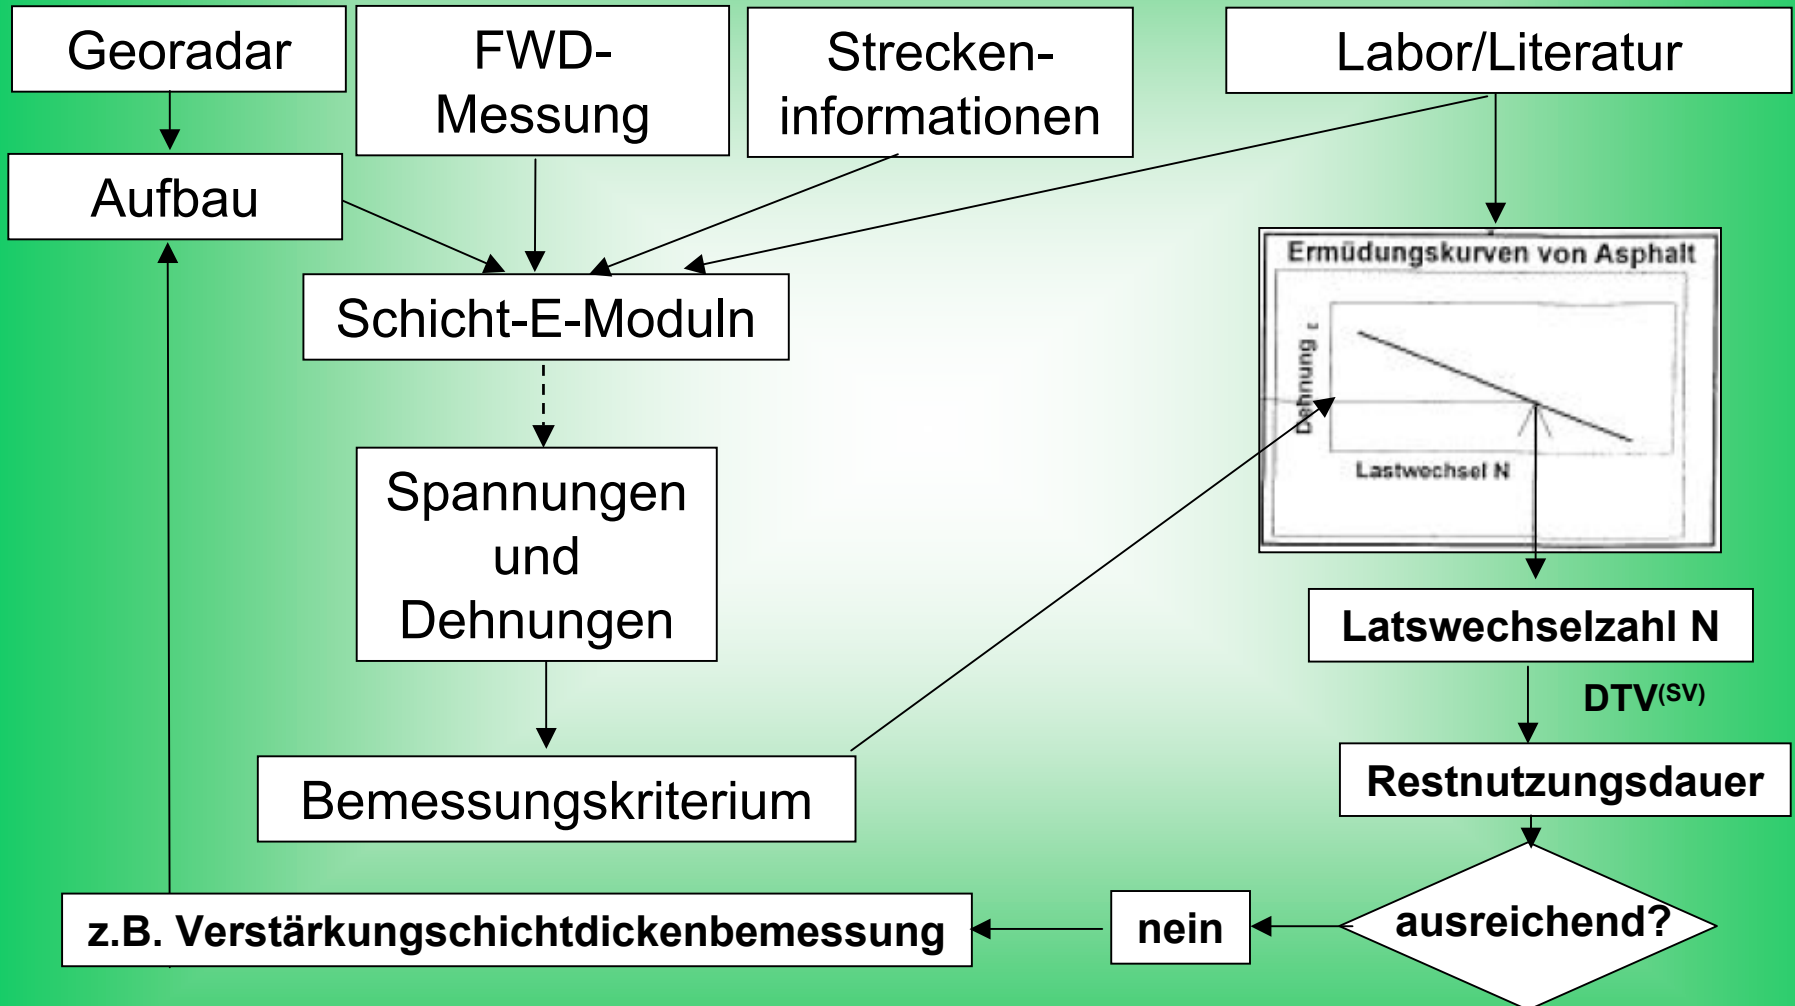 Georadar
FWD-
Messung
Strecken-
informationen
Labor/Literatur
Aufbau
Schicht-E-Moduln
Ermüdungskurven von Asphalt
Dehnung ε
Lastwechsel N
Spannungen
und
Dehnungen
Latswechselzahl N
DTV(SV)
Bemessungskriterium
Restnutzungsdauer
z.B. Verstärkungschichtdickenbemessung
nein
ausreichend?